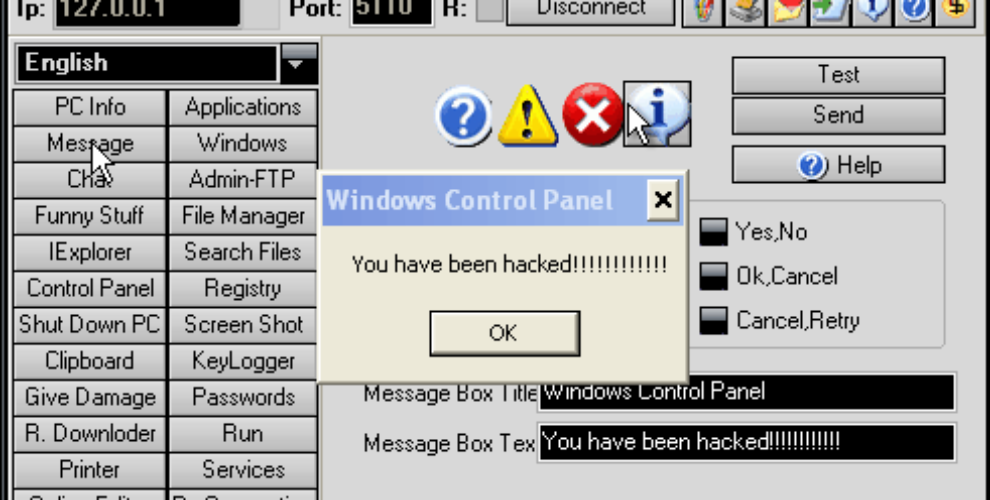 Ip: 127.0.0.1 Port: 5110 R: Disconnect
English
PC Info Applications
Message Windows
Chat Admin-FTP
Funny Stuff File Manager
IExplorer Search Files
Control Panel Registry
Shut Down PC Screen Shot
Clipboard KeyLogger
Give Damage Passwords
R. Downloder Run
Printer Services
Test
Send
Help
Windows Control Panel
You have been hacked!!!!!!!!!!!!
OK
Yes,No
Ok,Cancel
Cancel,Retry
Message Box Title Windows Control Panel
Message Box Tex You have been hacked!!!!!!!!!!!!